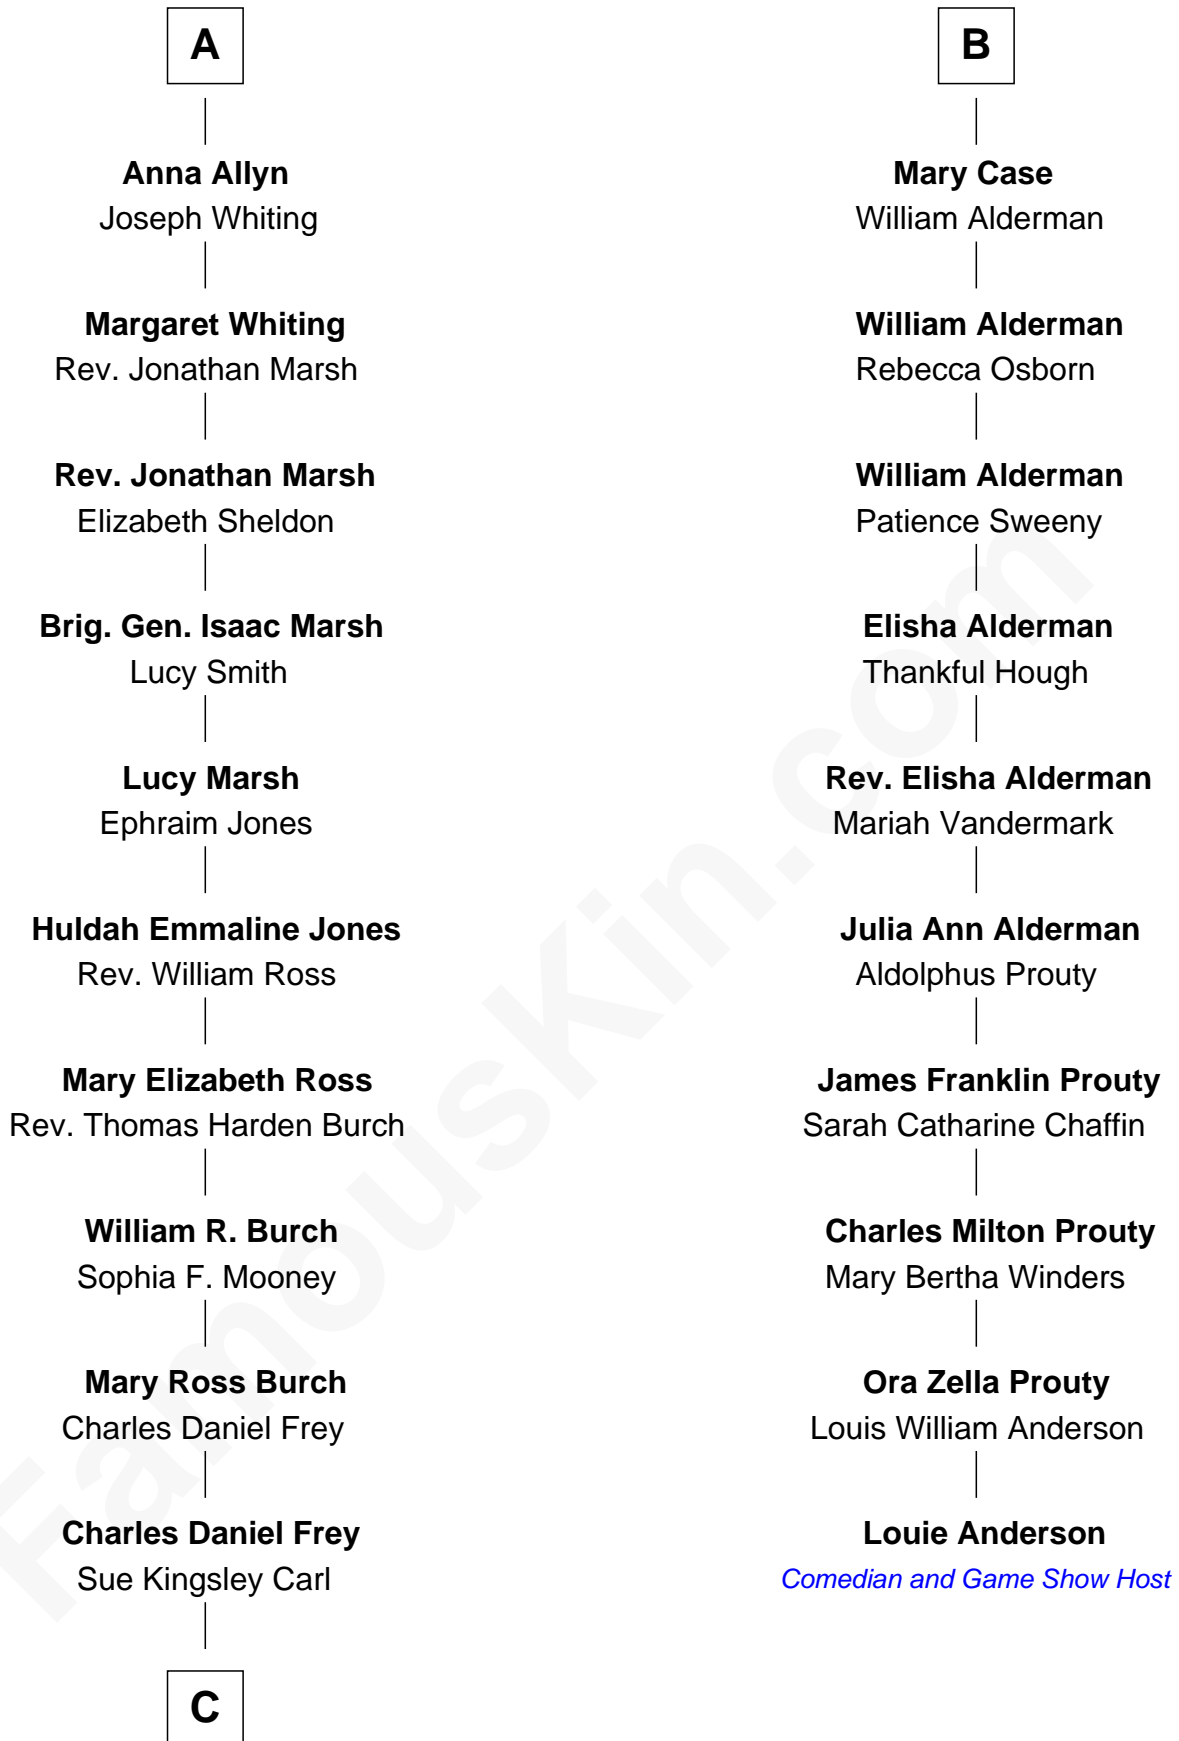 A
Anna Allyn
Joseph Whiting
Margaret Whiting
Rev. Jonathan Marsh
Rev. Jonathan Marsh
Elizabeth Sheldon
Brig. Gen. Isaac Marsh
Lucy Smith
Lucy Marsh
Ephraim Jones
Huldah Emmaline Jones
Rev. William Ross
Mary Elizabeth Ross
Rev. Thomas Harden Burch
William R. Burch
Sophia F. Mooney
Mary Ross Burch
Charles Daniel Frey
Charles Daniel Frey
Sue Kingsley Carl
C
B
Mary Case
William Alderman
William Alderman
Rebecca Osborn
William Alderman
Patience Sweeny
Elisha Alderman
Thankful Hough
Rev. Elisha Alderman
Mariah Vandermark
Julia Ann Alderman
Aldolphus Prouty
James Franklin Prouty
Sarah Catharine Chaffin
Charles Milton Prouty
Mary Bertha Winders
Ora Zella Prouty
Louis William Anderson
Louie Anderson
Comedian and Game Show Host
FamousKin.com